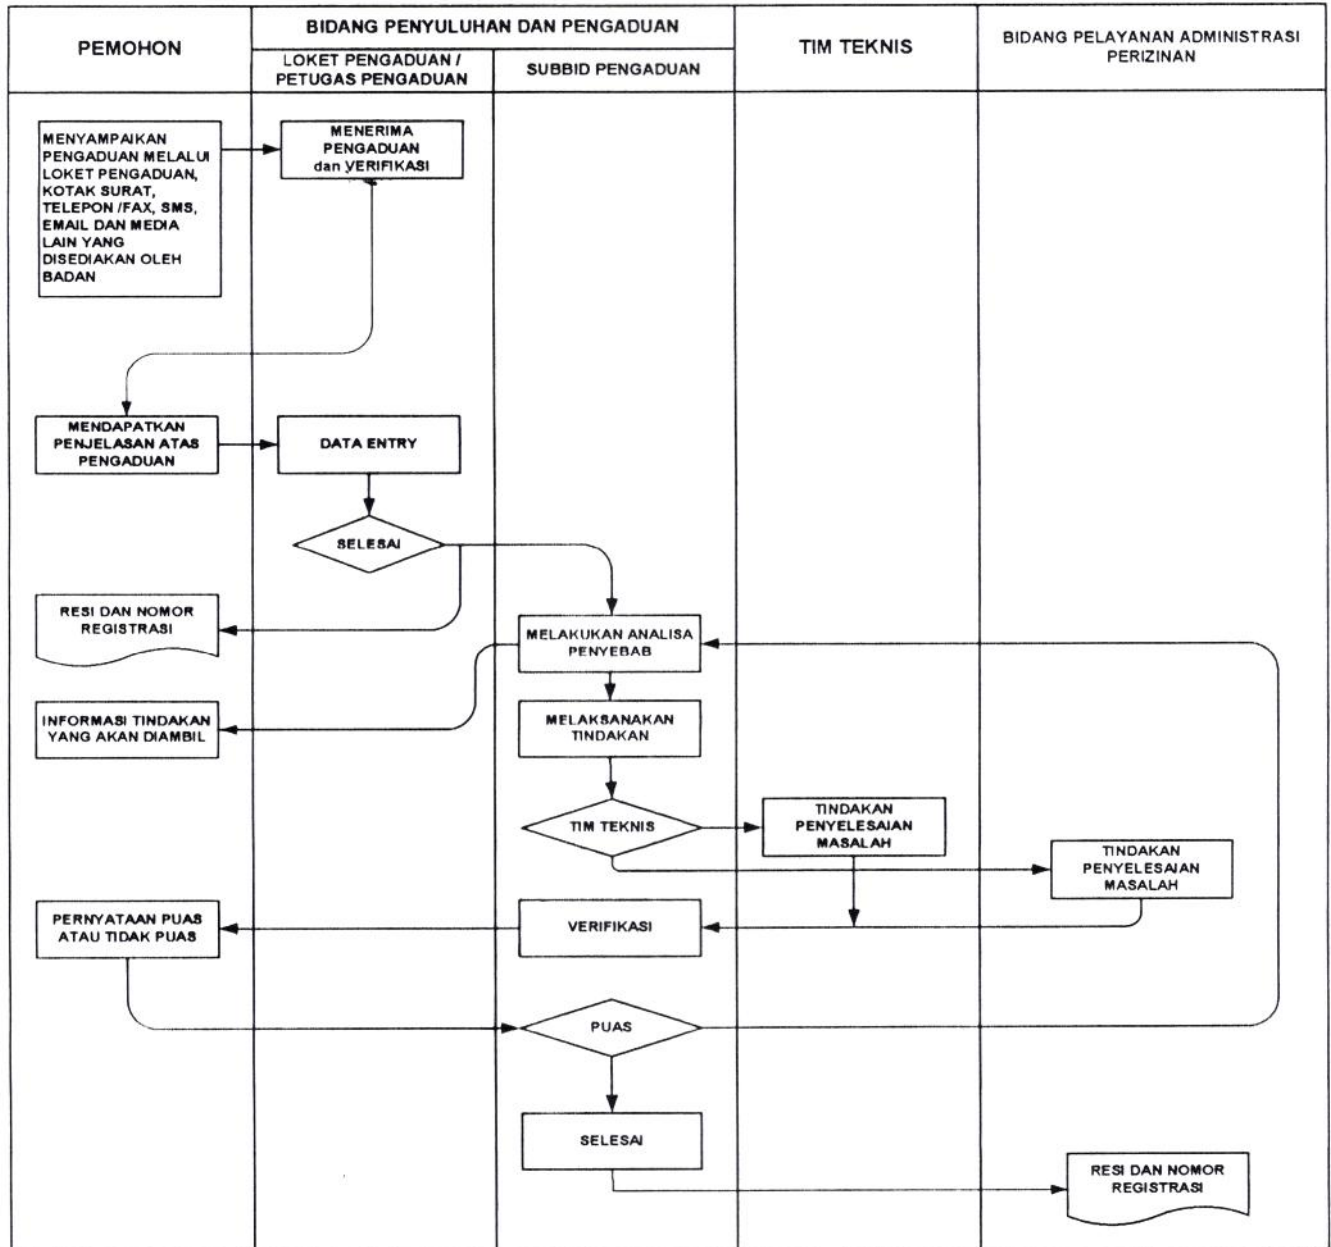 PEMOHON
BIDANG PENYULUHAN DAN PENGADUAN
LOKET PENGADUAN /
PETUGAS PENGADUAN
SUBBID PENGADUAN
TIM TEKNIS
BIDANG PELAYANAN ADMINISTRASI
PERIZINAN
MENYAMPAIKAN
PENGADUAN MELALUI
LOKET PENGADUAN,
KOTAK SURAT,
TELEPON /FAX, SMS,
EMAIL DAN MEDIA
LAIN YANG
DISEDIAKAN OLEH
BADAN
MENERIMA
PENGADUAN
dan VERIFIKASI
MENDAPATKAN
PENJELASAN ATAS
PENGADUAN
DATA ENTRY
SELESAI
RESI DAN NOMOR
REGISTRASI
MELAKUKAN ANALISA
PENYEBAB
INFORMASI TINDAKAN
YANG AKAN DIAMBIL
MELAKSANAKAN
TINDAKAN
TIM TEKNIS
TINDAKAN
PENYELESAIAN
MASALAH
TINDAKAN
PENYELESAIAN
MASALAH
PERNYATAAN PUAS
ATAU TIDAK PUAS
VERIFIKASI
PUAS
SELESAI
RESI DAN NOMOR
REGISTRASI